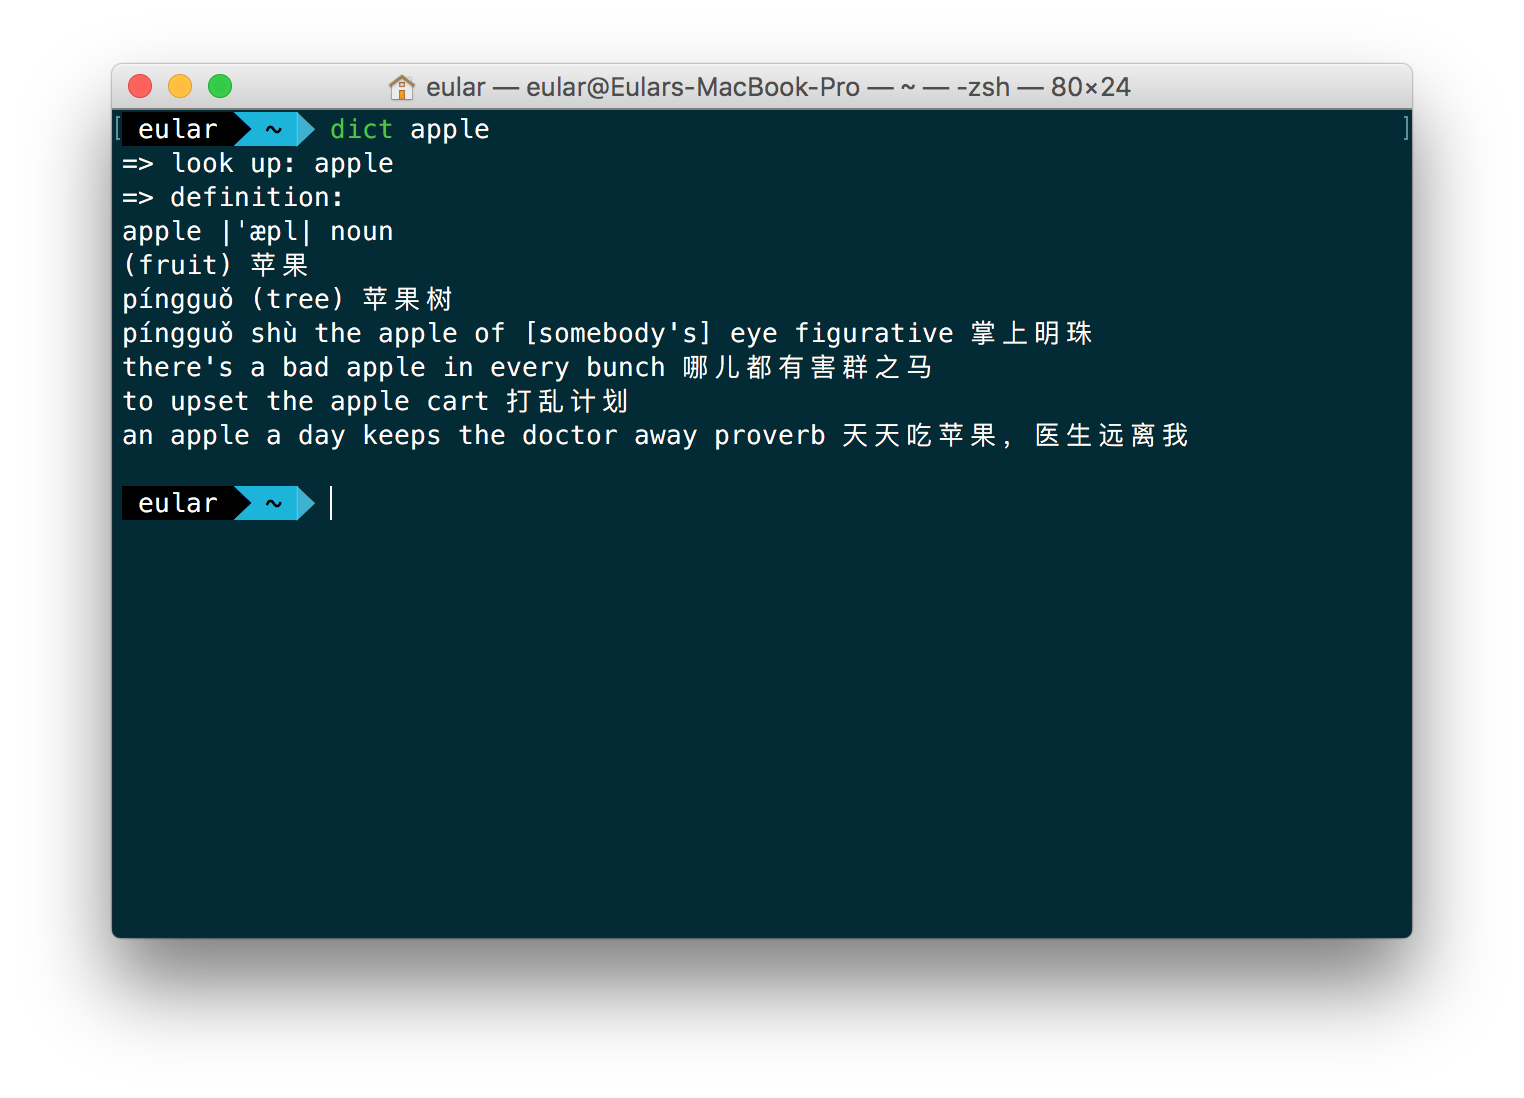 eular — eular@Eulars-MacBook-Pro — ~ — -zsh — 80×24
[ eular ~ dict apple ]
=> look up: apple
=> definition:
apple |ˈæpl| noun
(fruit) 苹果
píngguǒ (tree) 苹果树
píngguǒ shù the apple of [somebody's] eye figurative 掌上明珠
there's a bad apple in every bunch 哪儿都有害群之马
to upset the apple cart 打乱计划
an apple a day keeps the doctor away proverb 天天吃苹果，医生远离我
eular ~